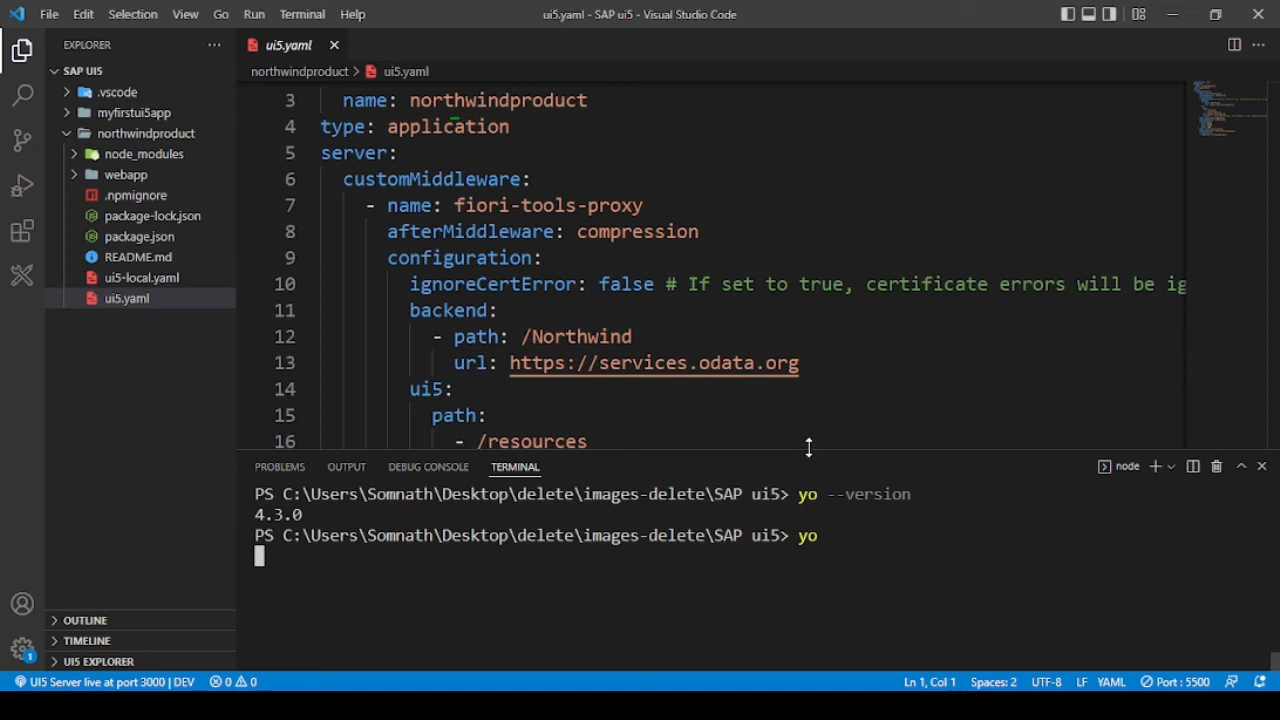 File Edit Selection View Go Run Terminal Help
ui5.yaml - SAP ui5 - Visual Studio Code
EXPLORER
SAP UI5
.vscode
myfirstui5app
northwindproduct
node_modules
webapp
.npmignore
package-lock.json
package.json
README.md
ui5-local.yaml
ui5.yaml
OUTLINE
TIMELINE
UI5 EXPLORER
ui5.yaml
northwindproduct > ui5.yaml
3 name: northwindproduct
4 type: application
5 server:
6 customMiddleware:
7 - name: fiori-tools-proxy
8 afterMiddleware: compression
9 configuration:
10 ignoreCertError: false # If set to true, certificate errors will be ig
11 backend:
12 - path: /Northwind
13 url: https://services.odata.org
14 ui5:
15 path:
16 - /resources
PROBLEMS OUTPUT DEBUG CONSOLE TERMINAL
node
PS C:\Users\Somnath\Desktop\delete\images-delete\SAP ui5> yo --version
4.3.0
PS C:\Users\Somnath\Desktop\delete\images-delete\SAP ui5> yo
1
UI5 Server live at port 3000 | DEV 0 0
Ln 1, Col 1 Spaces: 2 UTF-8 LF YAML Port : 5500